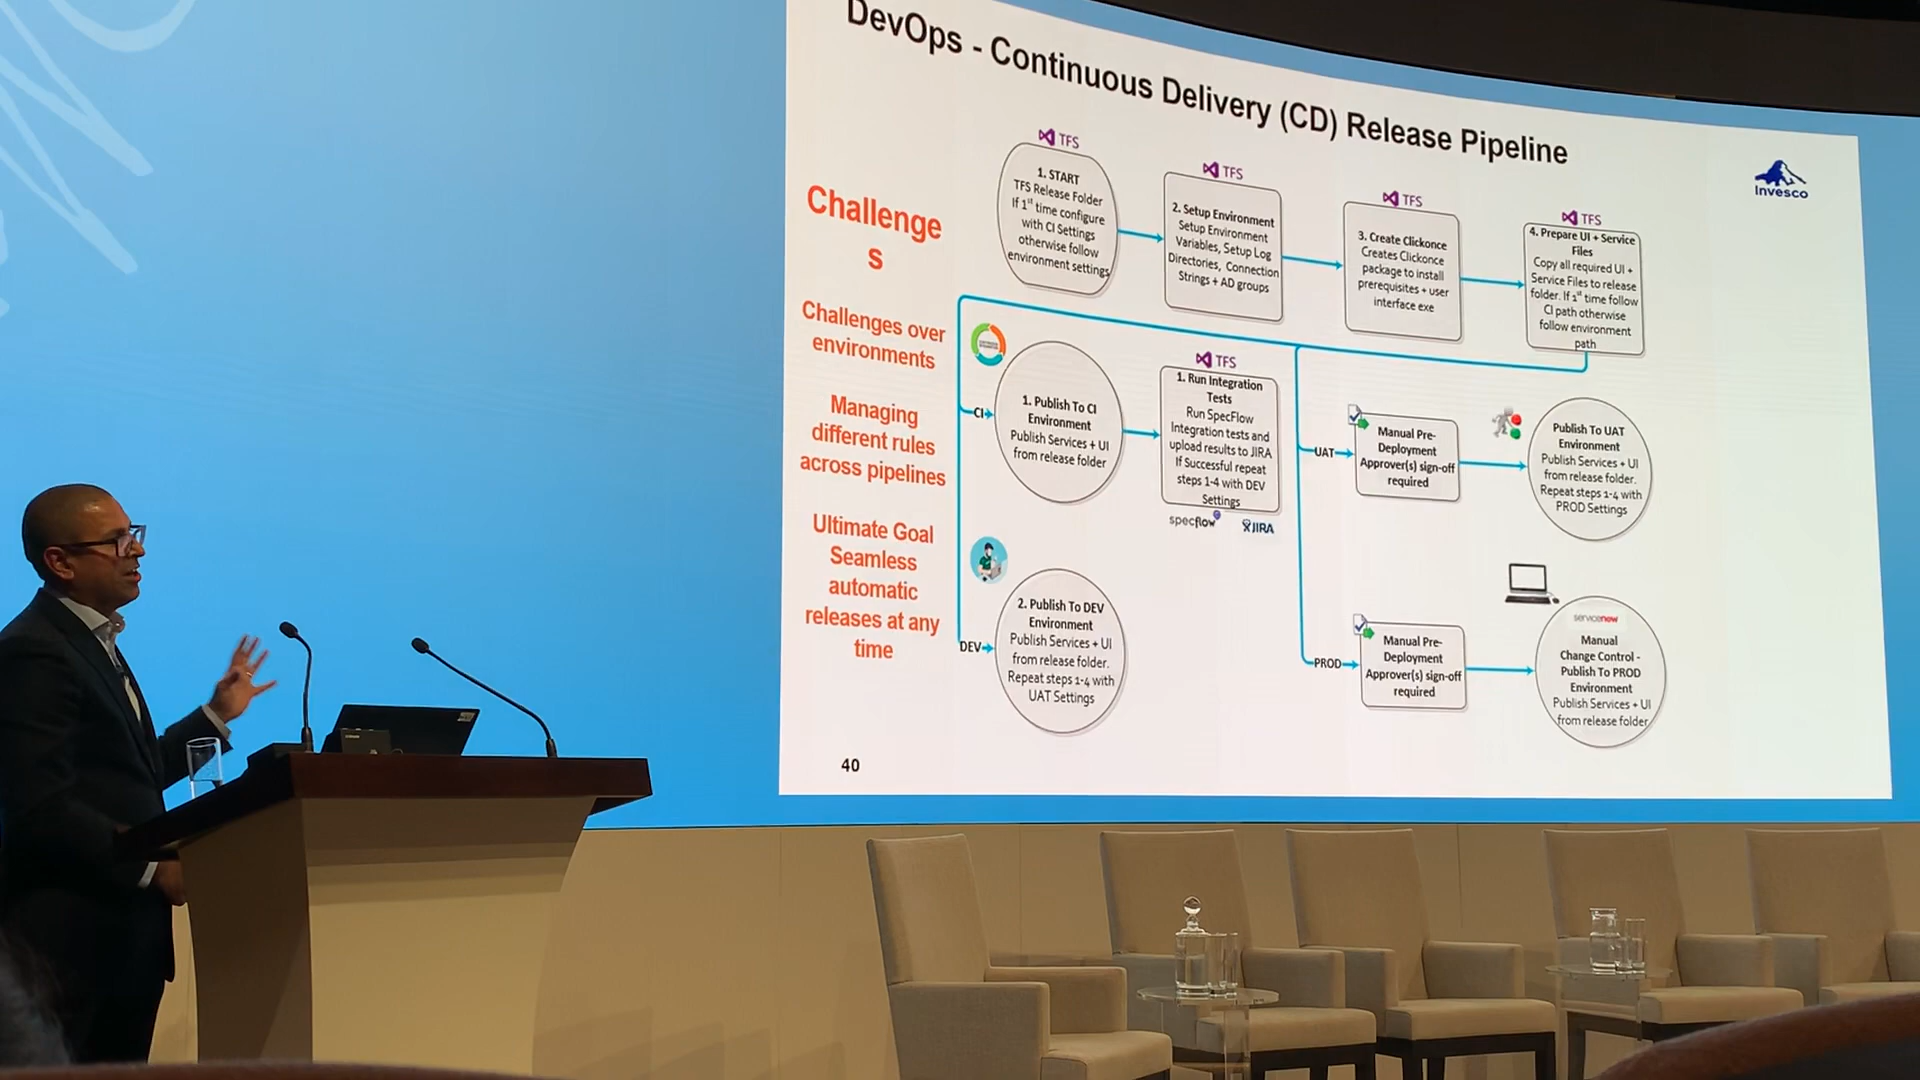 DevOps - Continuous Delivery (CD) Release Pipeline
Invesco
Challenge
s
Challenges over
environments
Managing
different rules
across pipelines
Ultimate Goal
Seamless
automatic
releases at any
time
40
TFS
1. START
TFS Release Folder
If 1st time configure
with CI Settings
otherwise follow
environment settings
TFS
2. Setup Environment
Setup Environment
Variables, Setup Log
Directories, Connection
Strings + AD groups
TFS
3. Create Clickonce
Creates Clickonce
package to install
prerequisites + user
interface exe
TFS
4. Prepare UI + Service
Files
Copy all required UI +
Service Files to release
folder. If 1st time follow
CI path otherwise
follow environment
path
CI
1. Publish To CI
Environment
Publish Services + UI
from release folder
TFS
1. Run Integration
Tests
Run SpecFlow
Integration tests and
upload results to JIRA
If Successful repeat
steps 1-4 with DEV
Settings
specflow
JIRA
UAT
Manual Pre-
Deployment
Approver(s) sign-off
required
Publish To UAT
Environment
Publish Services + UI
from release folder.
Repeat steps 1-4 with
PROD Settings
DEV
2. Publish To DEV
Environment
Publish Services + UI
from release folder.
Repeat steps 1-4 with
UAT Settings
PROD
Manual Pre-
Deployment
Approver(s) sign-off
required
servicenow
Manual
Change Control -
Publish To PROD
Environment
Publish Services + UI
from release folder